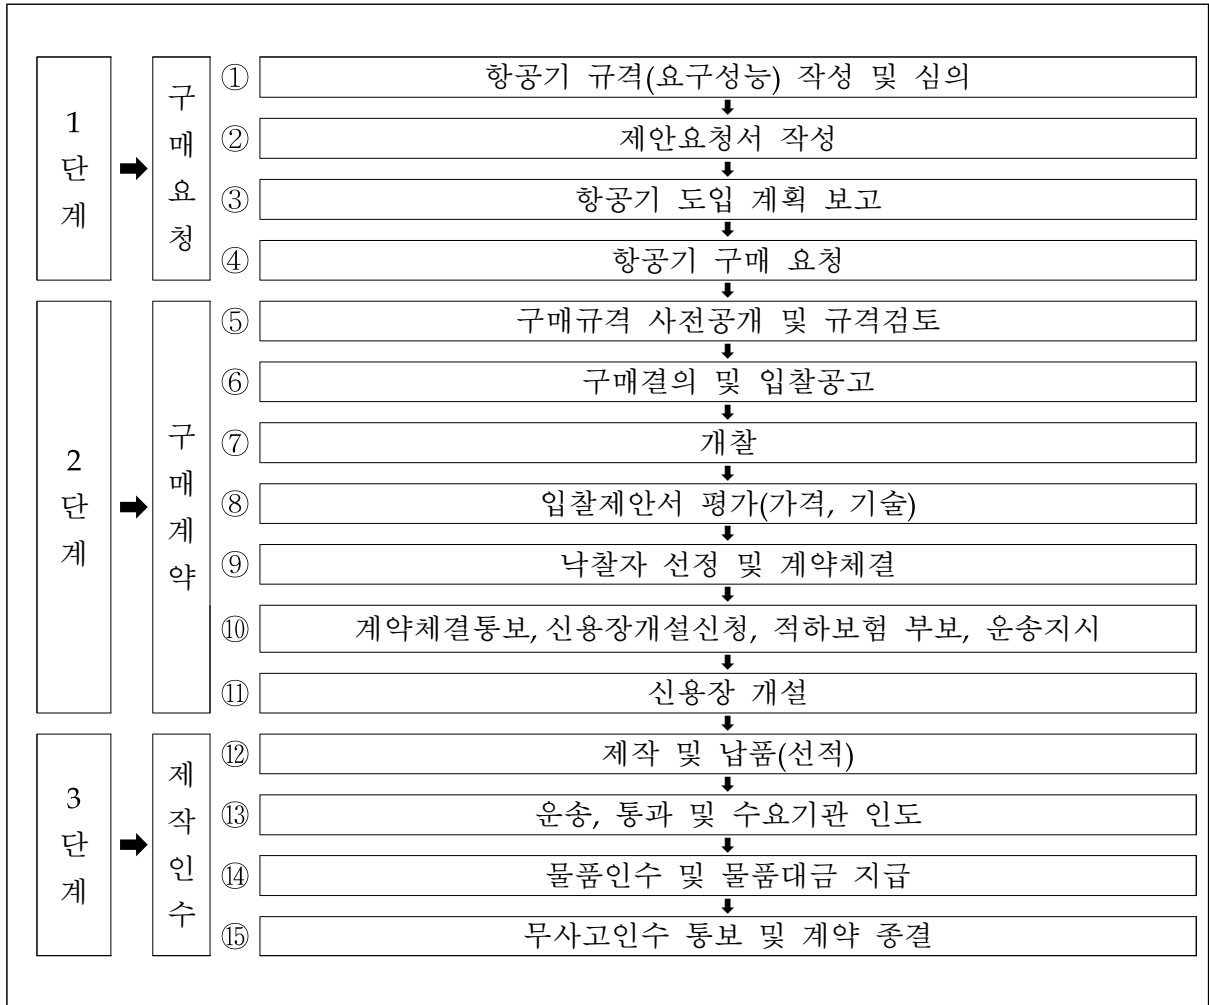 1단계
구매요청
① 항공기 규격(요구성능) 작성 및 심의
② 제안요청서 작성
③ 항공기 도입 계획 보고
④ 항공기 구매 요청
2단계
구매계약
⑤ 구매규격 사전공개 및 규격검토
⑥ 구매결의 및 입찰공고
⑦ 개찰
⑧ 입찰제안서 평가(가격, 기술)
⑨ 낙찰자 선정 및 계약체결
⑩ 계약체결통보, 신용장개설신청, 적하보험 부보, 운송지시
⑪ 신용장 개설
3단계
제작인수
⑫ 제작 및 납품(선적)
⑬ 운송, 통과 및 수요기관 인도
⑭ 물품인수 및 물품대금 지급
⑮ 무사고인수 통보 및 계약 종결